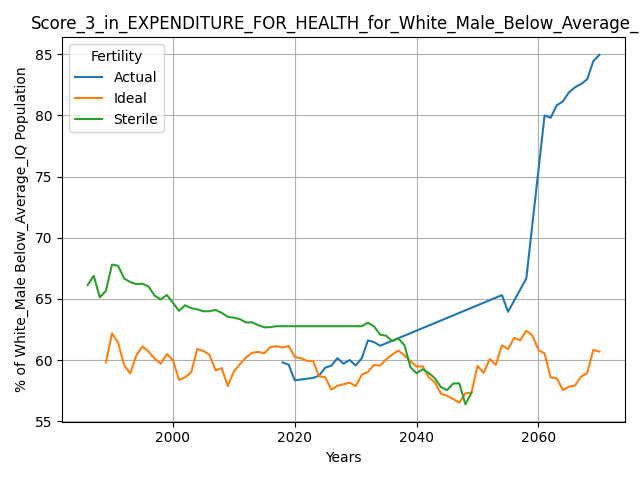 Score_3_in_EXPENDITURE_FOR_HEALTH_for_White_Male_Below_Average_
Fertility
Actual
Ideal
Sterile
% of White_Male Below_Average_IQ Population
85
80
75
70
65
60
55
2000
2020
2040
2060
Years